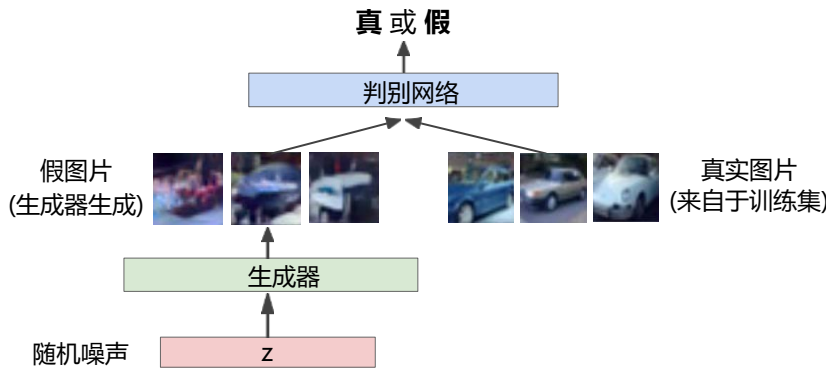 真 或 假
判别网络
假图片
(生成器生成)
真实图片
(来自于训练集)
生成器
随机噪声
z